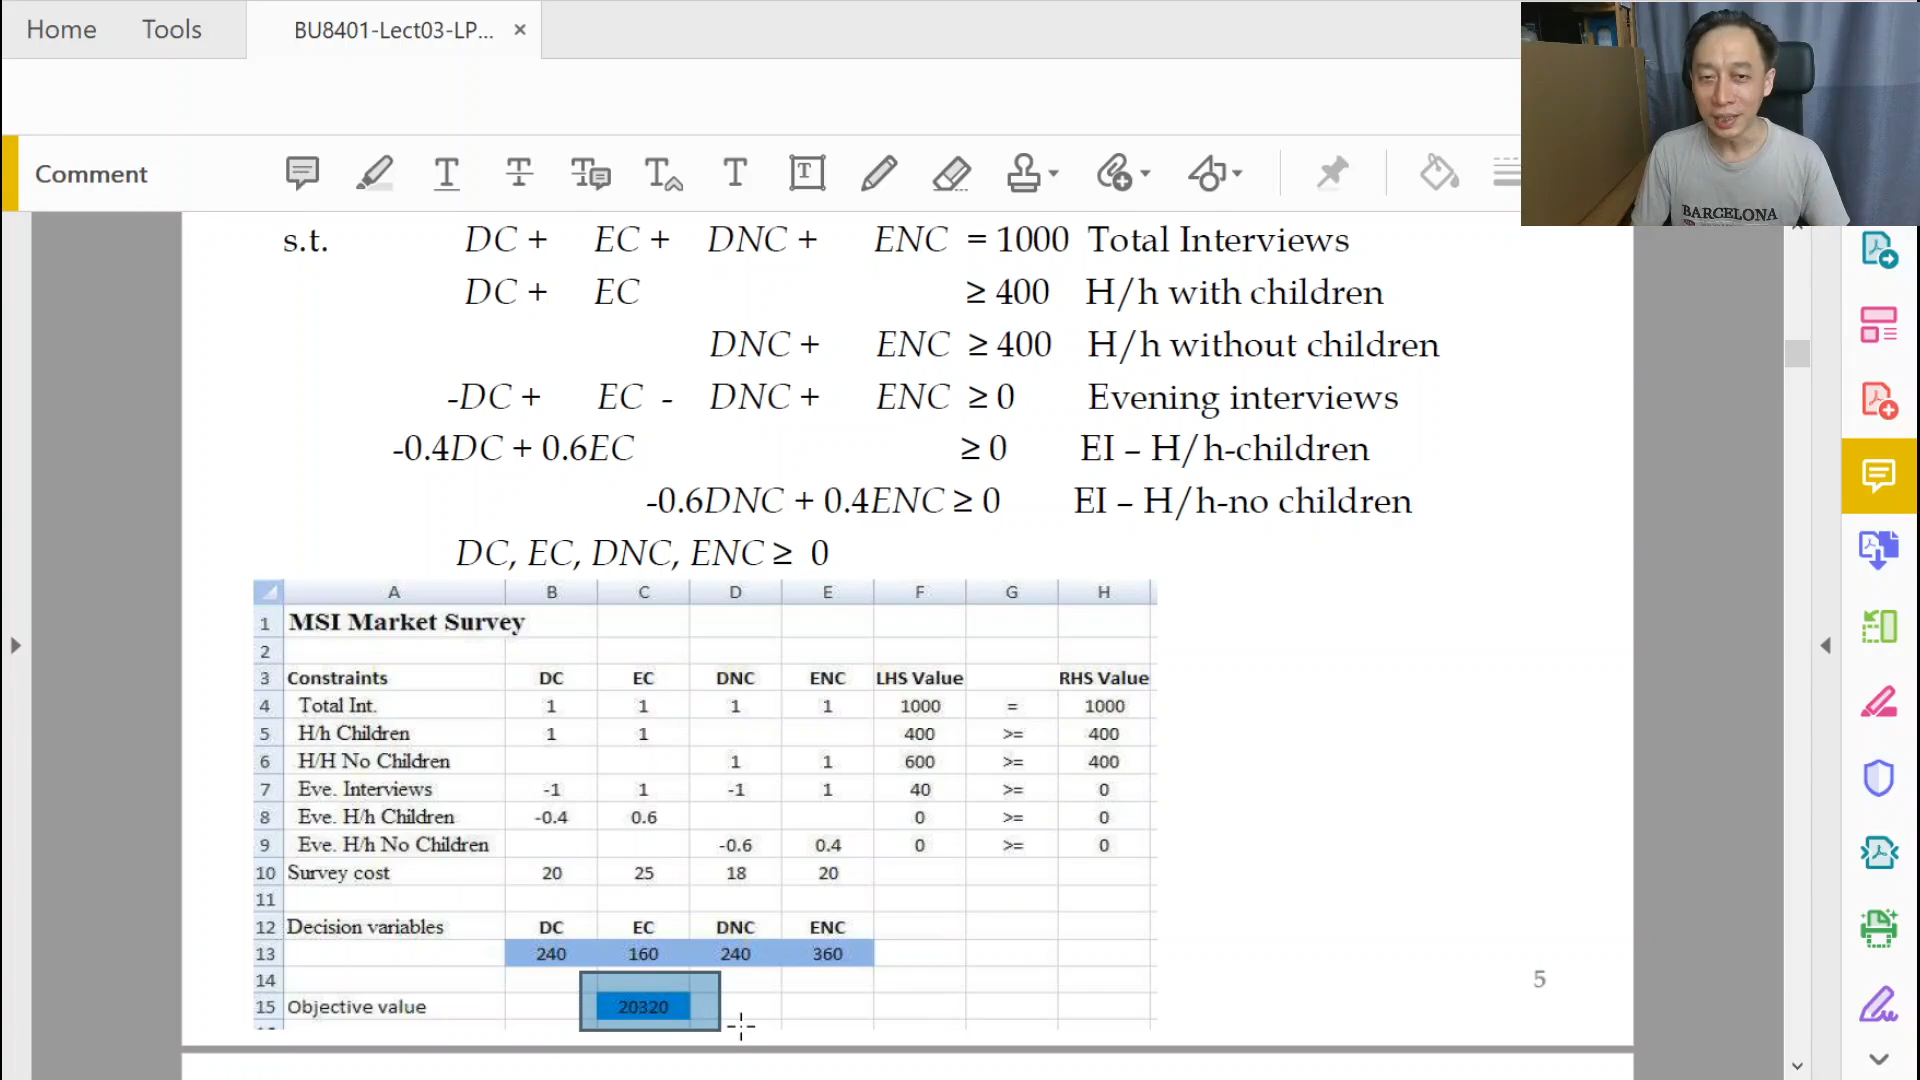 Home Tools BU8401-Lect03-LP... ×
Comment
BARCELONA
s.t. DC + EC + DNC + ENC = 1000 Total Interviews
DC + EC ≥ 400 H/h with children
DNC + ENC ≥ 400 H/h without children
-DC + EC - DNC + ENC ≥ 0 Evening interviews
-0.4DC + 0.6EC ≥ 0 EI – H/h-children
-0.6DNC + 0.4ENC ≥ 0 EI – H/h-no children
DC, EC, DNC, ENC ≥ 0
A B C D E F G H
1 MSI Market Survey
2
3 Constraints DC EC DNC ENC LHS Value RHS Value
4 Total Int. 1 1 1 1 1000 = 1000
5 H/h Children 1 1 400 >= 400
6 H/H No Children 1 1 600 >= 400
7 Eve. Interviews -1 1 -1 1 40 >= 0
8 Eve. H/h Children -0.4 0.6 0 >= 0
9 Eve. H/h No Children -0.6 0.4 0 >= 0
10 Survey cost 20 25 18 20
11
12 Decision variables DC EC DNC ENC
13 240 160 240 360
14
15 Objective value 20320
5